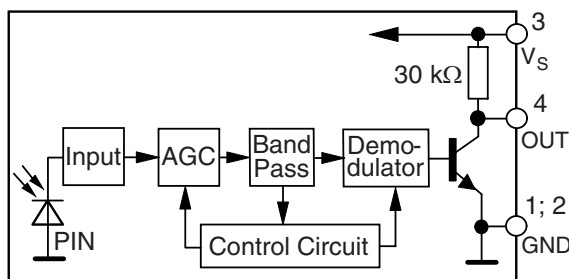 3
V_S
30 kΩ
4
OUT
Input
AGC
Band
Pass
Demo-
dulator
1; 2
GND
PIN
Control Circuit